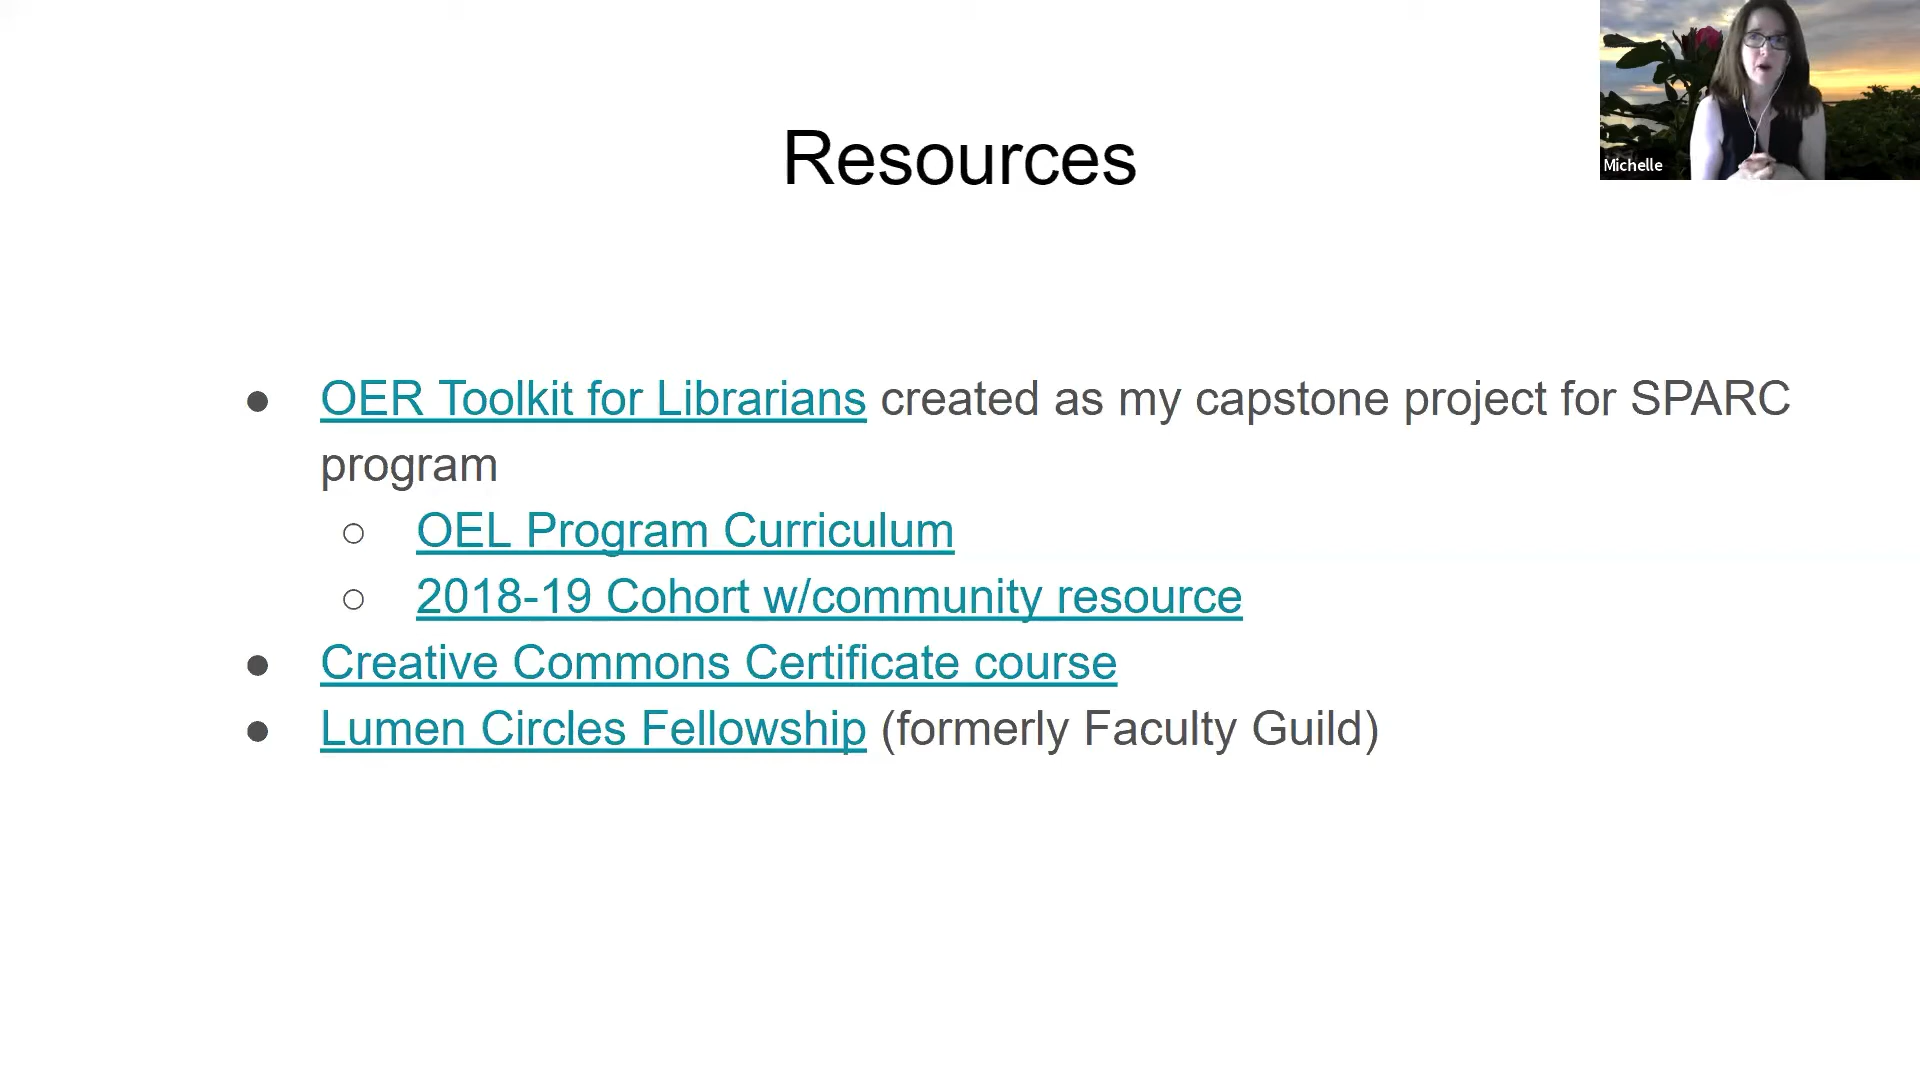 Resources
Michelle
● OER Toolkit for Librarians created as my capstone project for SPARC
program
○ OEL Program Curriculum
○ 2018-19 Cohort w/community resource
● Creative Commons Certificate course
● Lumen Circles Fellowship (formerly Faculty Guild)